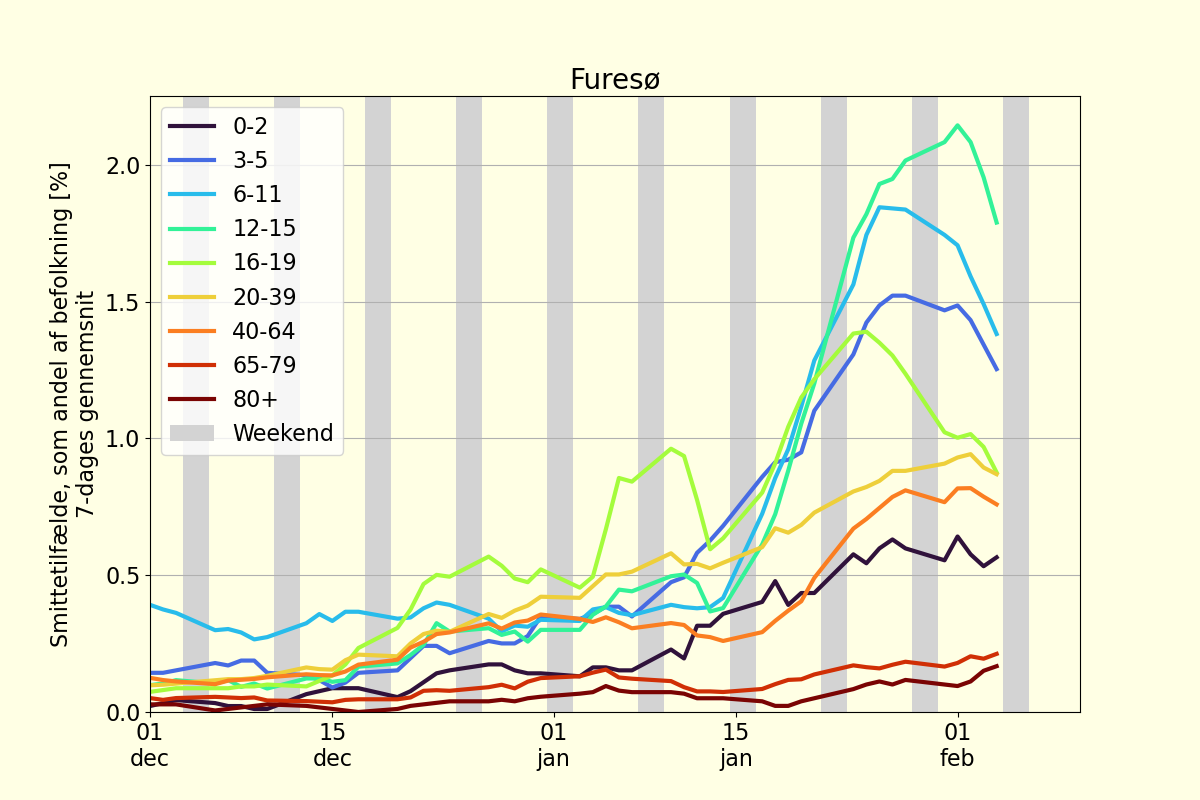 Furesø
Smittetilfælde, som andel af befolkning [%]
7-dages gennemsnit
2.0
1.5
1.0
0.5
0.0
0-2
3-5
6-11
12-15
16-19
20-39
40-64
65-79
80+
Weekend
01 15 01 15 01
dec dec jan jan feb